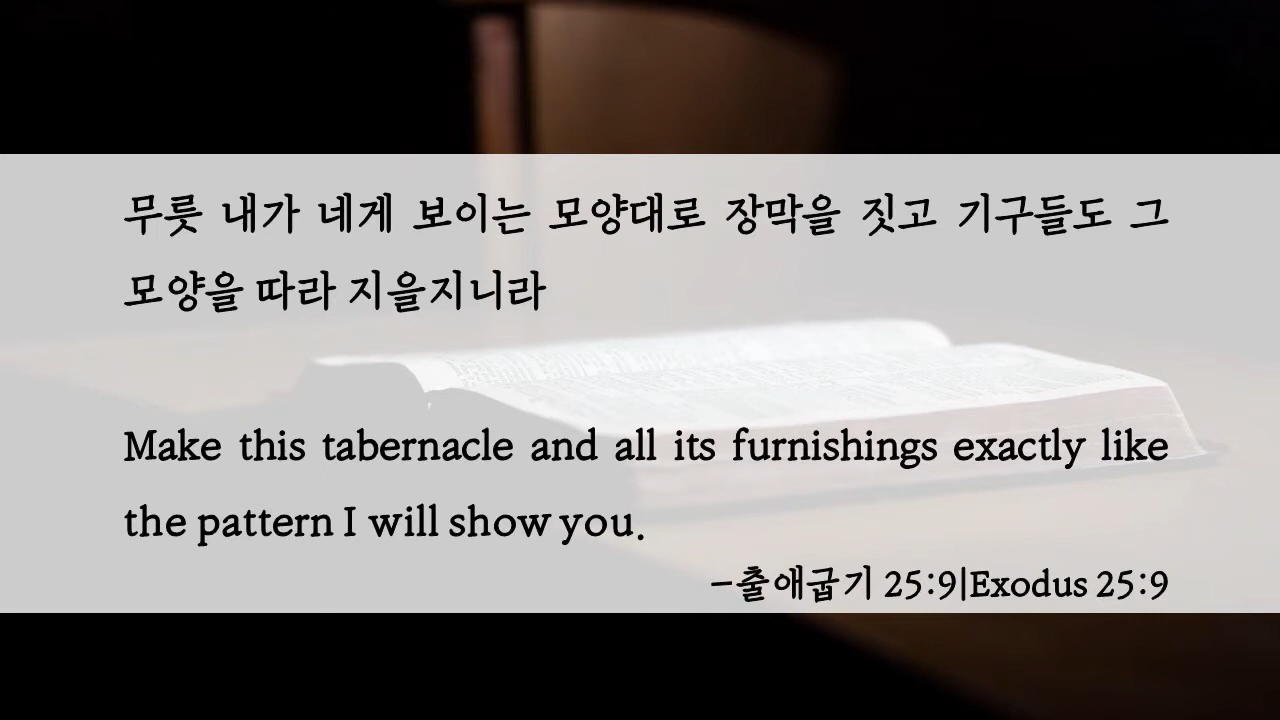 무릇 내가 네게 보이는 모양대로 장막을 짓고 기구들도 그
모양을 따라 지을지니라
Make this tabernacle and all its furnishings exactly like
the pattern I will show you.
-출애굽기 25:9|Exodus 25:9